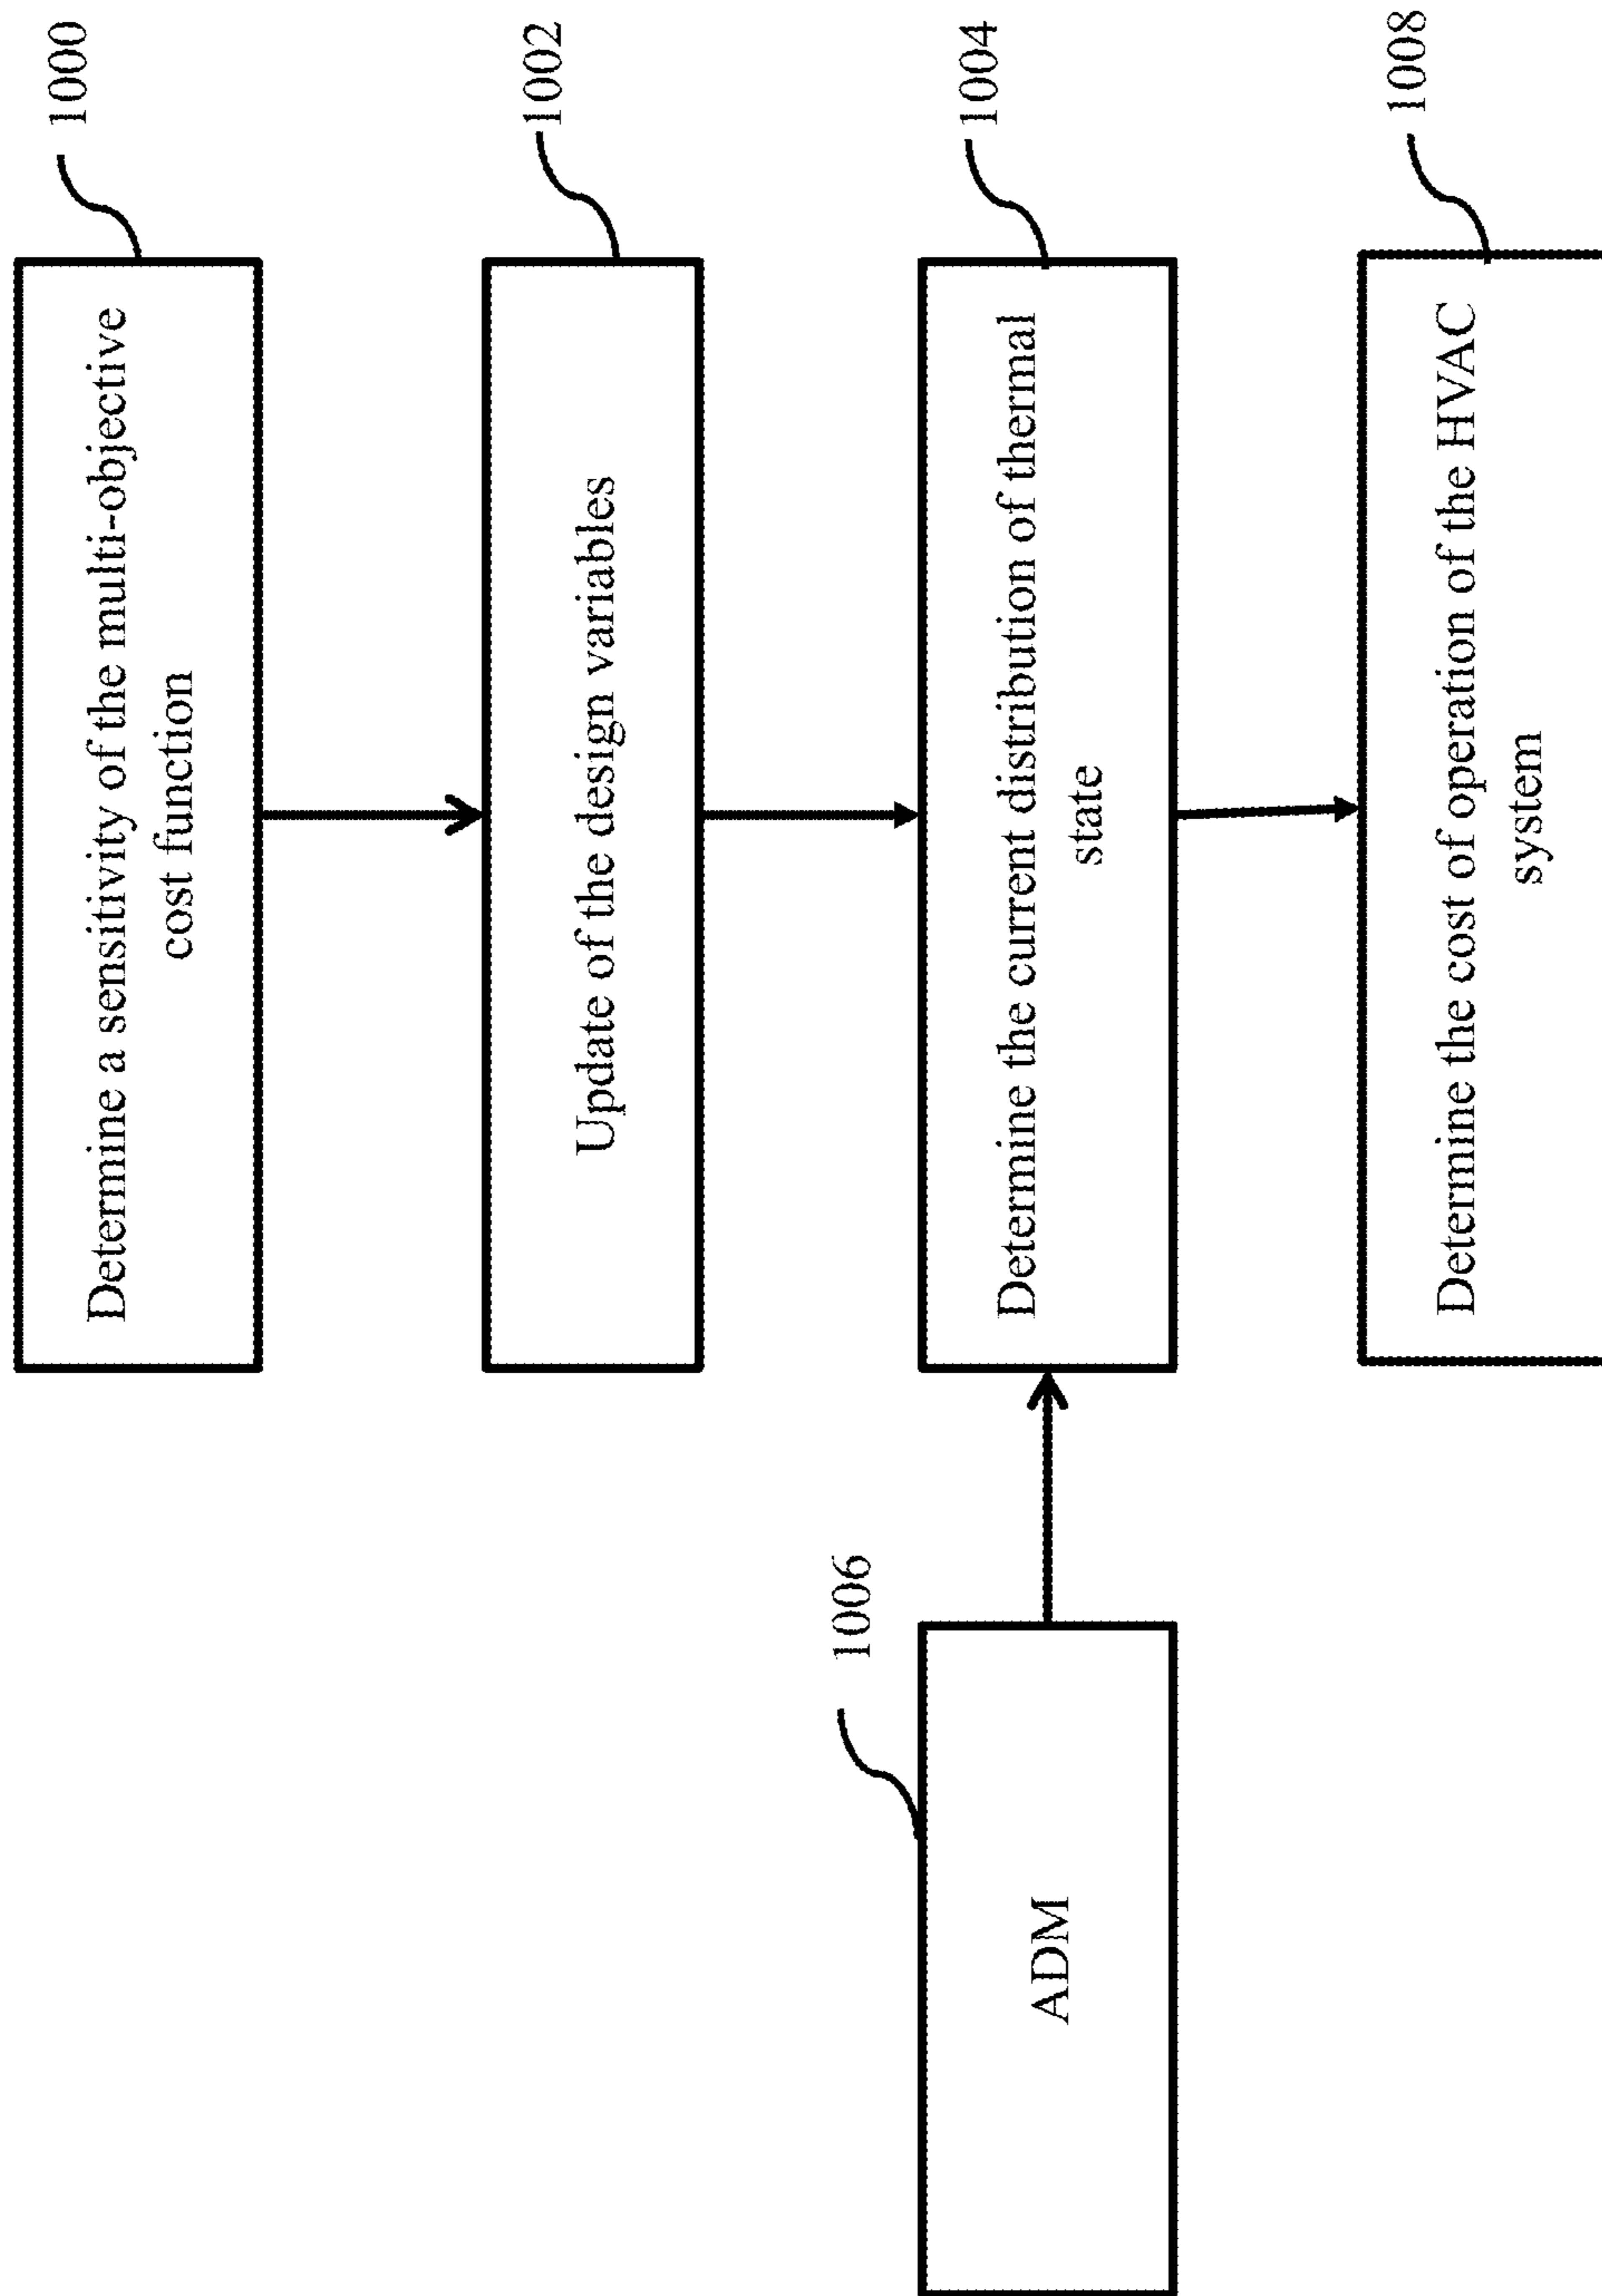 1000
Determine a sensitivity of the multi-objective
cost function
1002
Update of the design variables
1004
Determine the current distribution of thermal
state
1006
ADM
1008
Determine the cost of operation of the HVAC
system